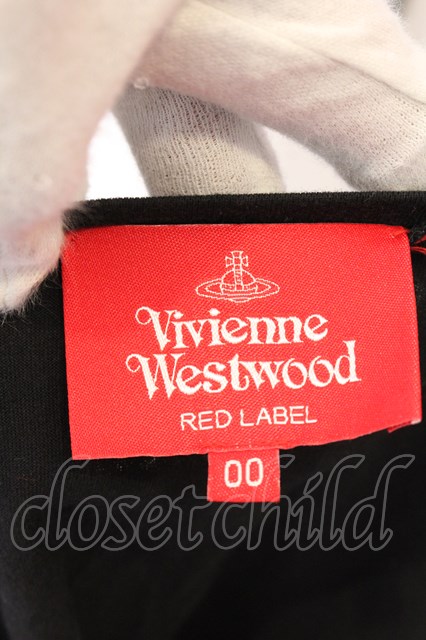 Vivienne
Westwood
RED LABEL
00
closet child